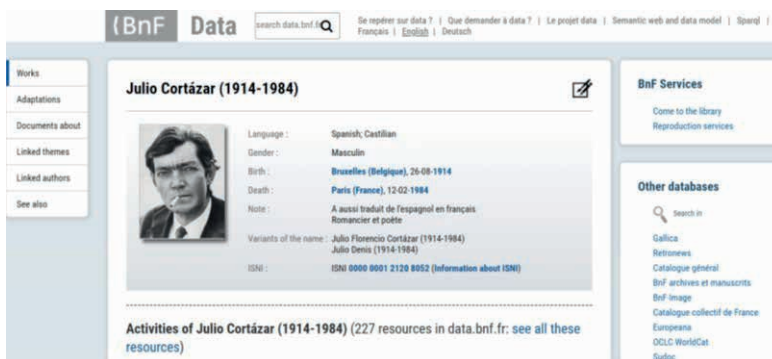 {BnF Data
search data.bnf.fr
Se repérer sur data ? | Que demander à data ? | Le projet data | Semantic web and data model | Sparql |
Français | English | Deutsch
Works
Adaptations
Documents about
Linked themes
Linked authors
See also
Julio Cortázar (1914-1984)
Language : Spanish; Castilian
Gender : Masculin
Birth : Bruxelles (Belgique), 26-08-1914
Death : Paris (France), 12-02-1984
Note : A aussi traduit de l'espagnol en français
Romancier et poète
Variants of the name : Julio Florencio Cortázar (1914-1984)
Julio Denis (1914-1984)
ISNI : ISNI 0000 0001 2120 8052 (Information about ISNI)
Activities of Julio Cortázar (1914-1984) (227 resources in data.bnf.fr: see all these
resources)
BnF Services
Come to the library
Reproduction services
Other databases
Search in
Gallica
Retronews
Catalogue général
BnF archives et manuscrits
BnF image
Catalogue collectif de France
Europeana
OCLC WorldCat
Sudoc